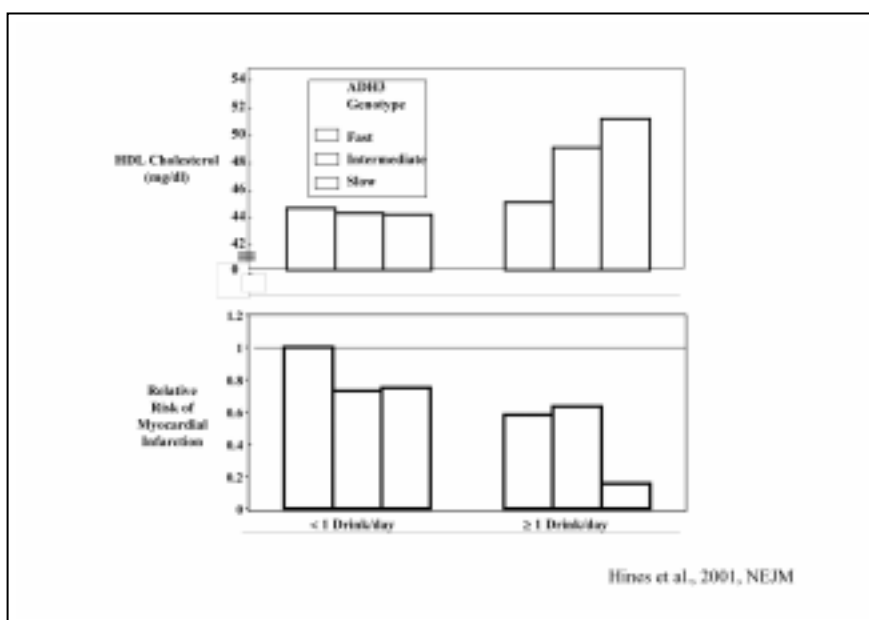 54
52
50
48
46
44
42
0
HDL Cholesterol
(mg/dl)
ADH3
Genotype
Fast
Intermediate
Slow
1.2
1
0.8
0.6
0.4
0.2
0
Relative
Risk of
Myocardial
Infarction
< 1 Drink/day
≥ 1 Drink/day
Hines et al., 2001, NEJM